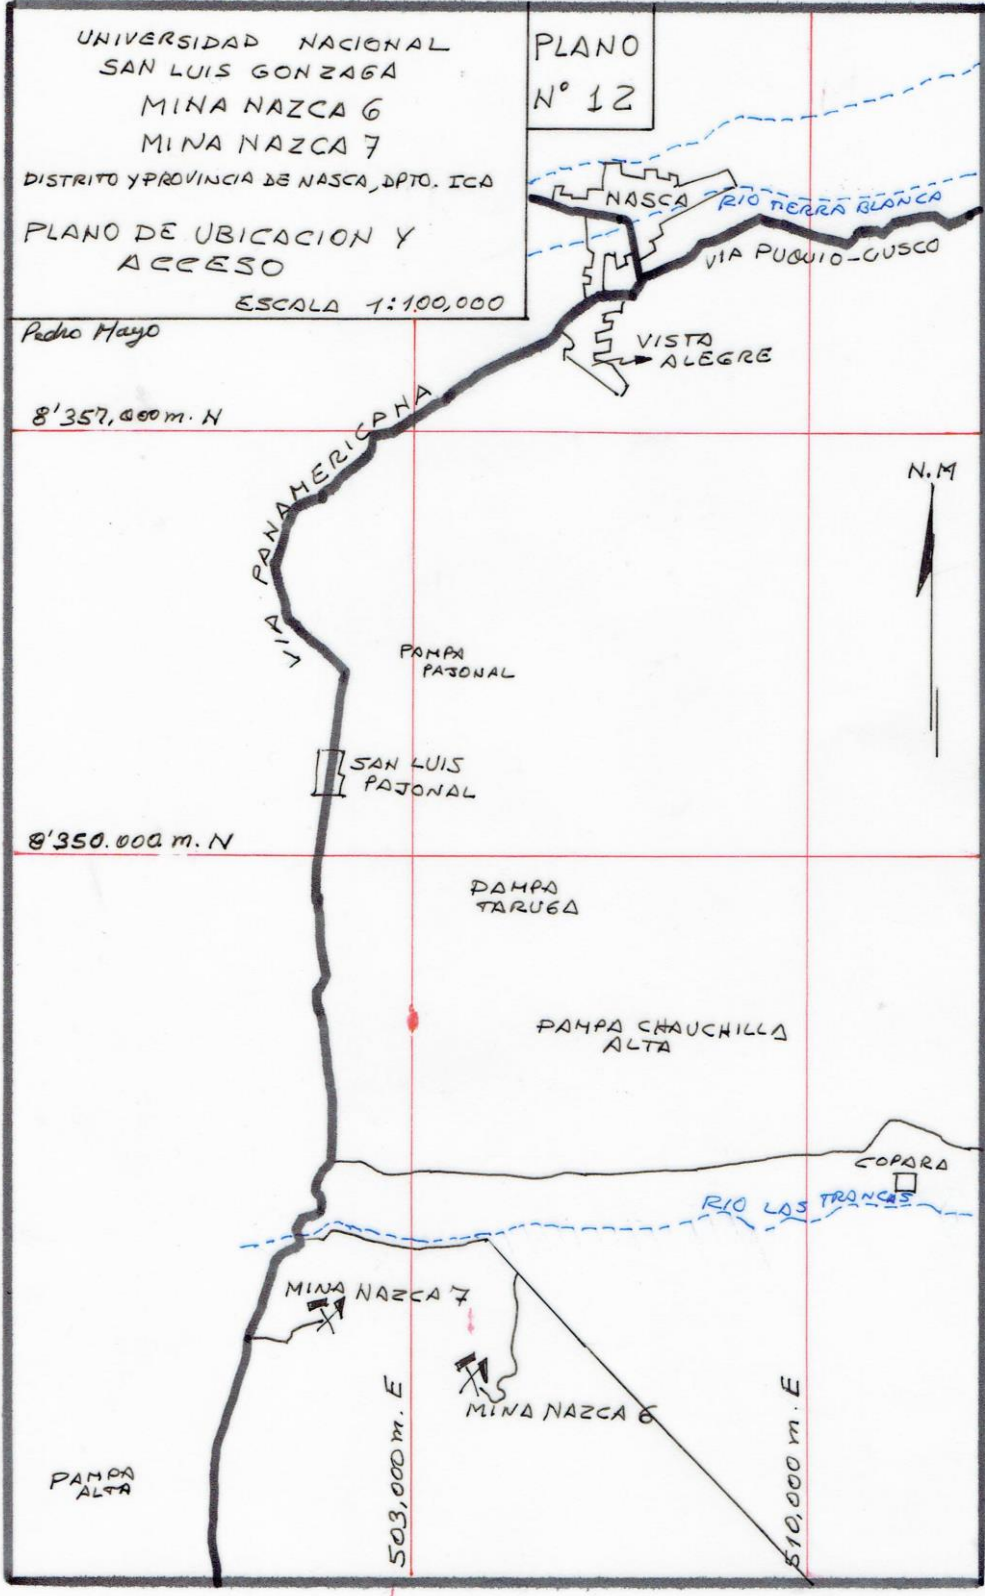 UNIVERSIDAD NACIONAL
SAN LUIS GONZAGA
MINA NAZCA 6
MINA NAZCA 7
DISTRITO Y PROVINCIA DE NASCA, DPTO. ICA
PLANO DE UBICACION Y
ACCESO
ESCALA 1:100,000
PLANO
N° 12
Pedro Mayo
NASCA
RIO TIERRA BLANCA
VIA PUQUIO-CUSCO
VISTA
ALEGRE
8'357,000 m. N
VIA PANAMERICANA
N.M
PAMPA
PAJONAL
SAN LUIS
PAJONAL
8'350.000 m. N
PAMPA
TARUGA
PAMPA CHAUCHILLA
ALTA
COPARA
RIO LAS TRANCAS
MINA NAZCA 7
MINA NAZCA 6
503,000 m. E
510,000 m. E
PAMPA
ALTA